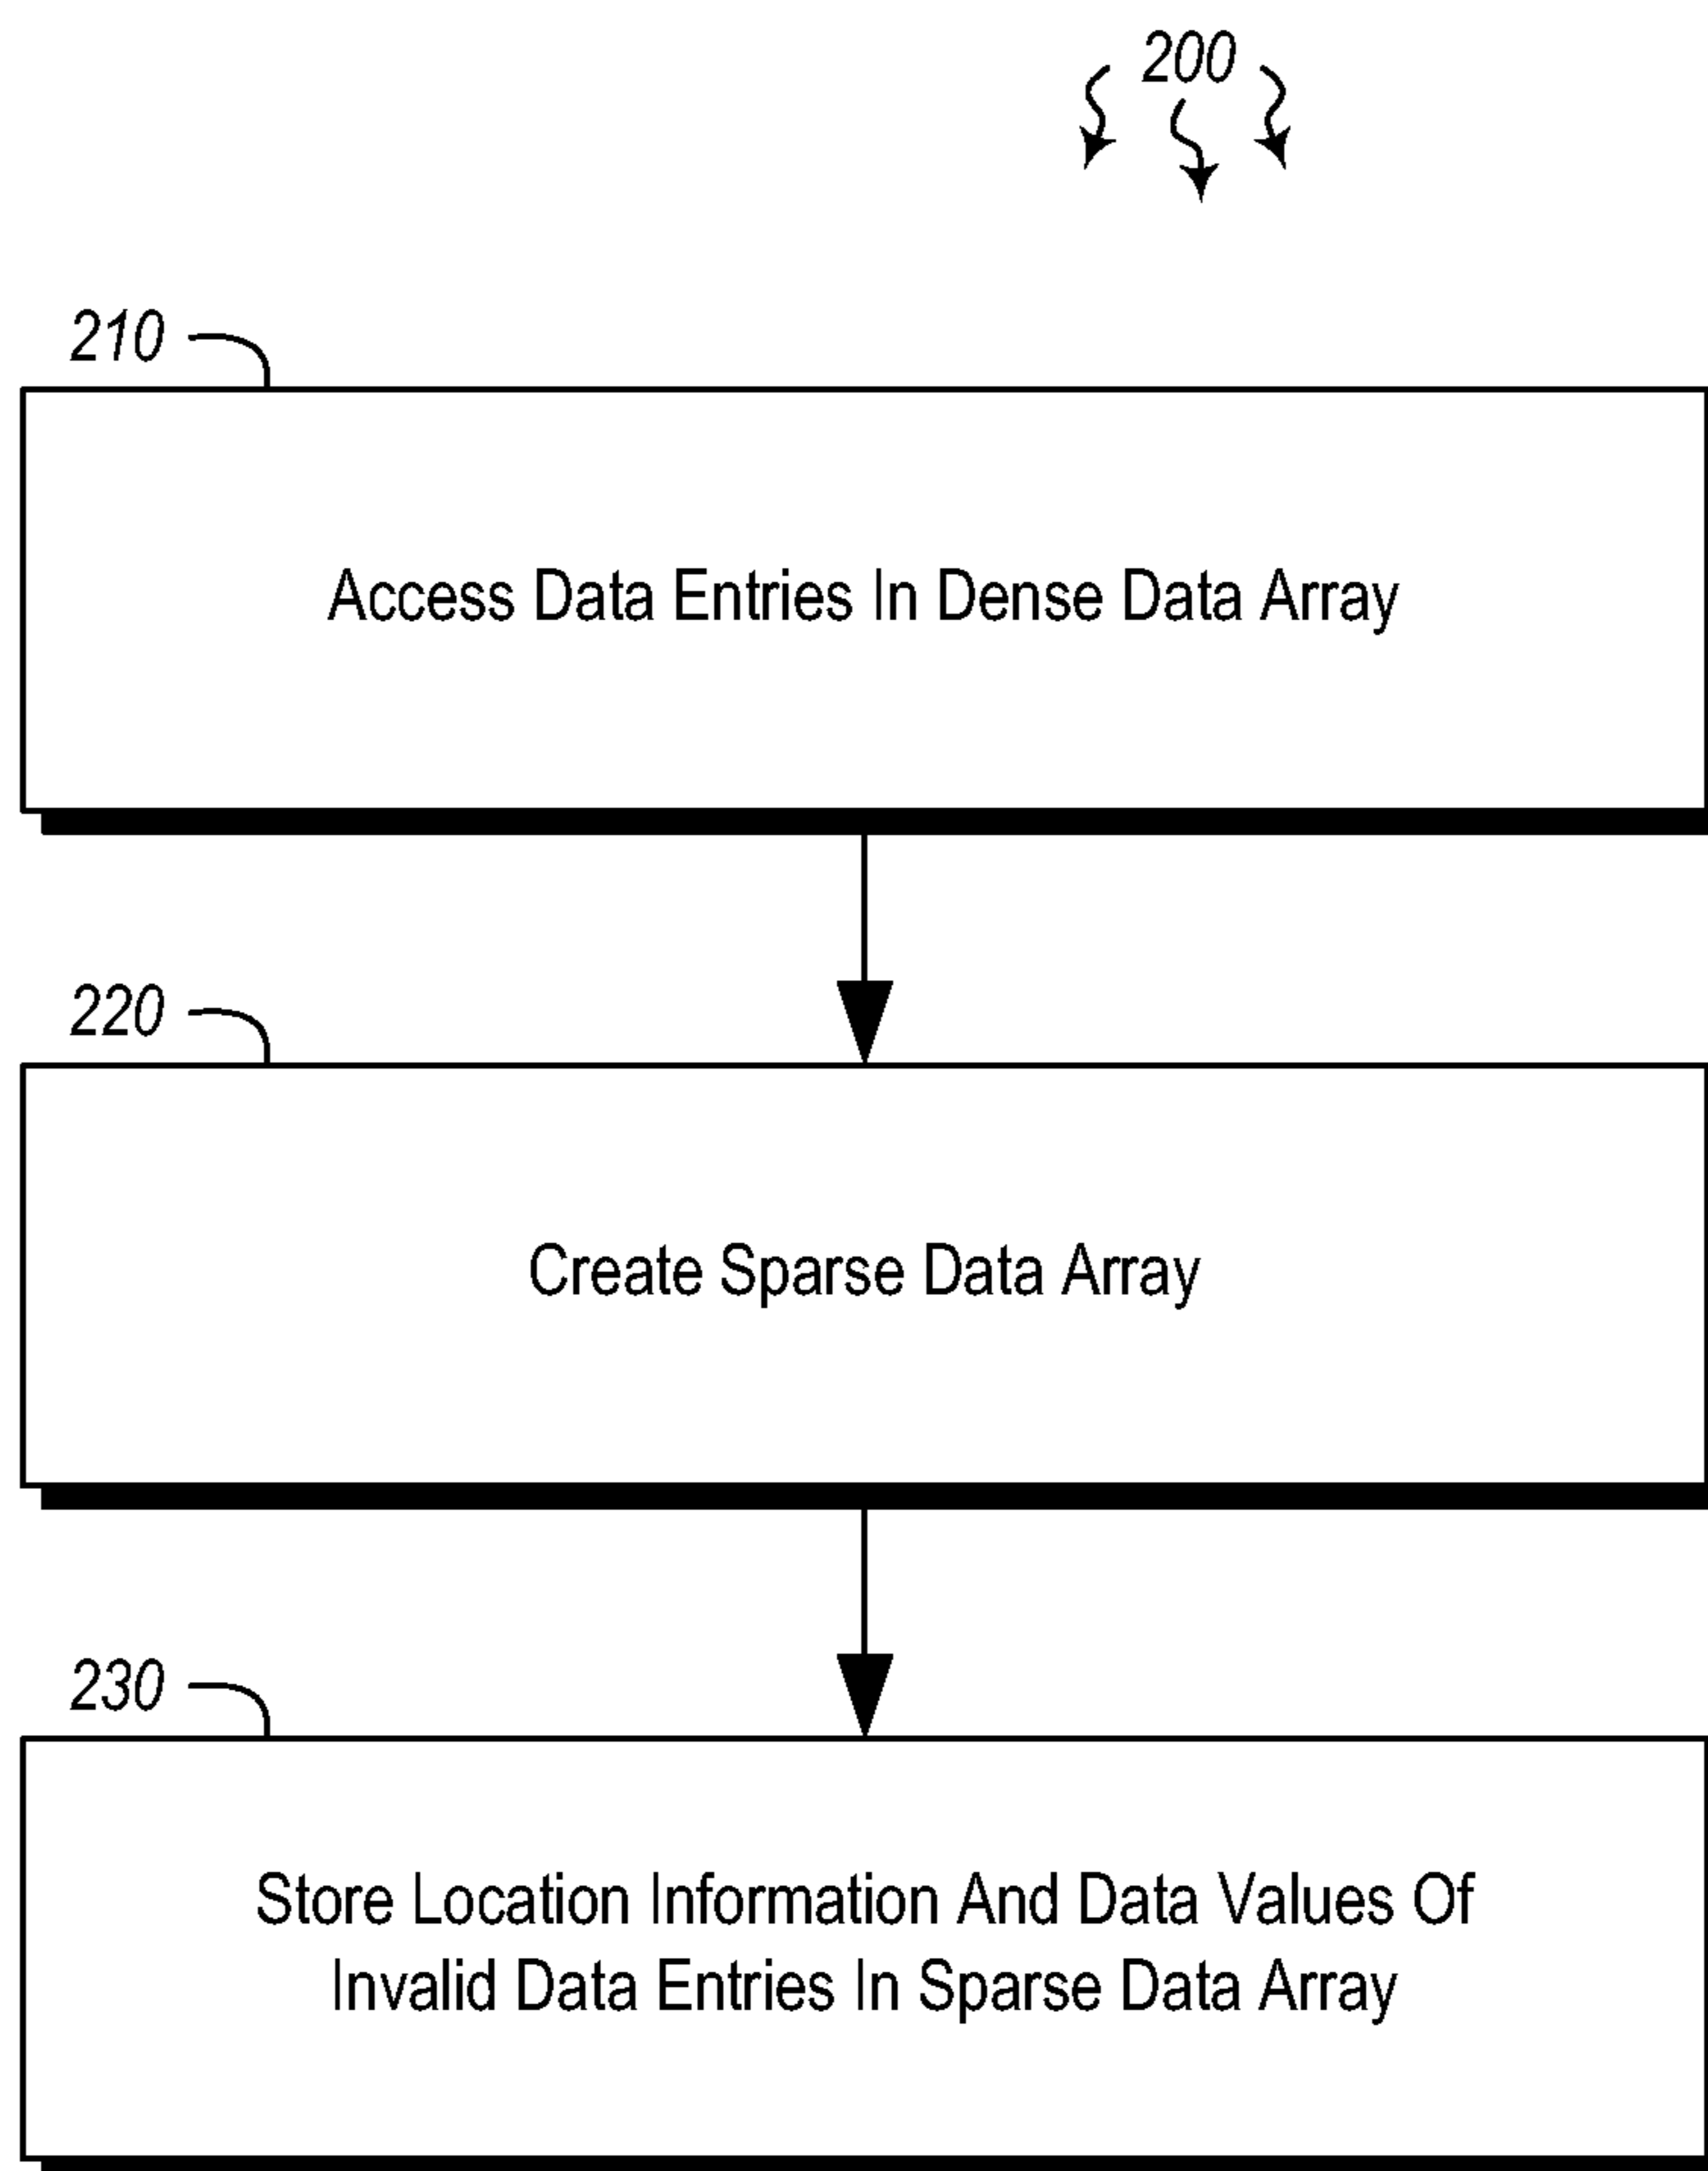 200
210
Access Data Entries In Dense Data Array
220
Create Sparse Data Array
230
Store Location Information And Data Values Of
Invalid Data Entries In Sparse Data Array